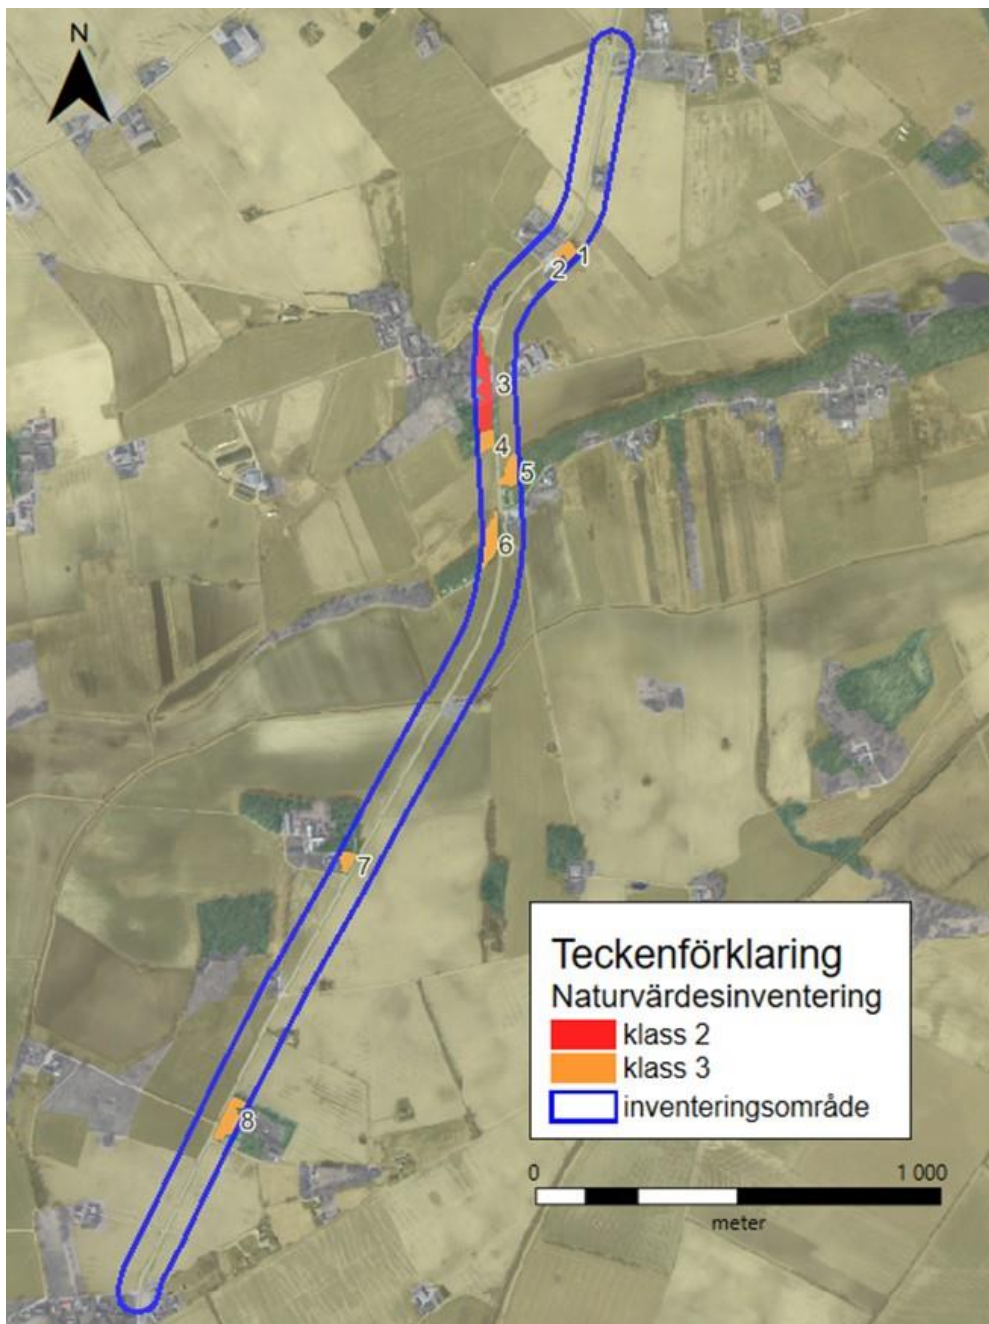 N
1
2
3
4
5
6
7
8
Teckenförklaring
Naturvärdesinventering
klass 2
klass 3
inventeringsområde
0 1 000
meter